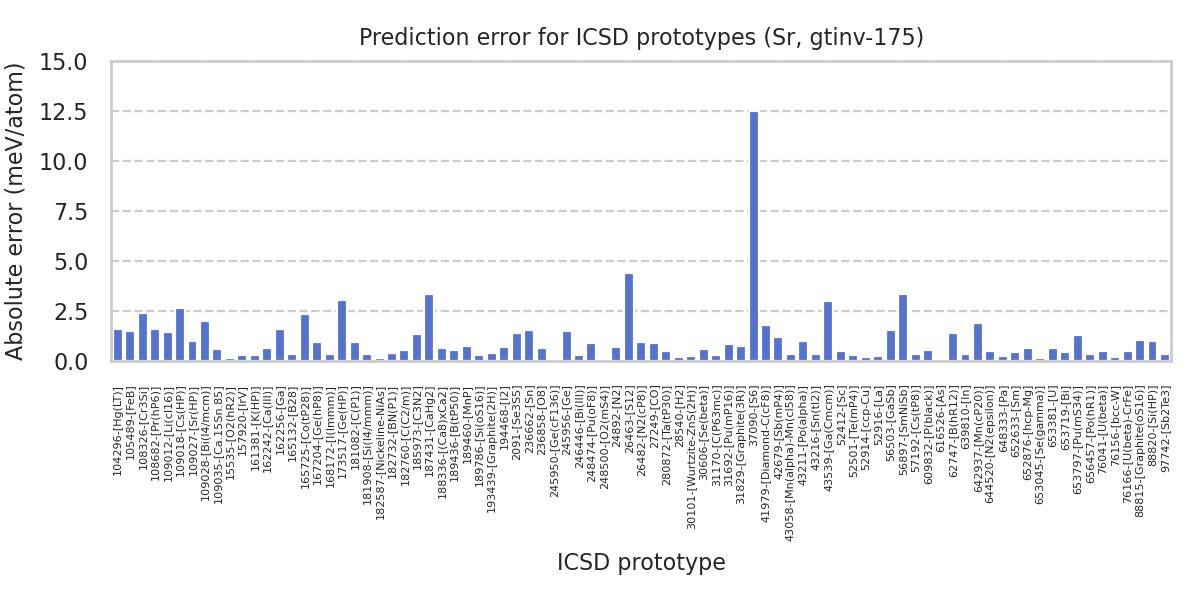 Prediction error for ICSD prototypes (Sr, gtinv-175)
Absolute error (meV/atom)
15.0
12.5
10.0
7.5
5.0
2.5
0.0
104296-[Hg(LT)]
105489-[FeB]
108326-[Cr3Si]
108682-[Pr(hP6)]
109012-[Li(cI16)]
109018-[Cs(HP)]
109027-[Sr(HP)]
109028-[Bi(I4/mcm)]
109035-[Ca.15Sn.85]
15535-[O2(hR2)]
157920-[IrV]
161381-[K(HP)]
162242-[Ca(III)]
162256-[Ga]
165132-[B28]
165725-[Co(tP28)]
167204-[Ge(hP8)]
168172-[I(Immm)]
173517-[Ge(HP)]
181082-[C(P1)]
181908-[Si(I4/mmm)]
182587-[Nickeline-NiAs]
182732-[BN(P1)]
182760-[C(C2/m)]
185973-[C3N2]
187431-[CaHg2]
188336-[(Ca8)xCa2]
189436-[B(tP50)]
189460-[MnP]
189786-[Si(oS16)]
193439-[Graphite(2H)]
194468-[I2]
2091-[Se3S5]
236662-[Sn]
236858-[O8]
245950-[Ge(cF136)]
245956-[Ge]
246446-[Bi(III)]
248474-[Pu(oF8)]
248500-[O2(mS4)]
24892-[N2]
26463-[S12]
26482-[N2(cP8)]
27249-[CO]
280872-[Ta(tP30)]
28540-[H2]
30101-[Wurtzite-ZnS(2H)]
30606-[Se(beta)]
31170-[C(P63mc)]
31692-[Pu(mP16)]
31829-[Graphite(3R)]
37090-[S6]
41979-[Diamond-C(cF8)]
42679-[Sb(mP4)]
43058-[Mn(alpha)-Mn(cI58)]
43211-[Po(alpha)]
43216-[Sn(tI2)]
43539-[Ga(Cmcm)]
52412-[Sc]
52501-[Te(mP4)]
52914-[ccp-Cu]
52916-[La]
56503-[GaSb]
56897-[SmNiSb]
57192-[Cs(tP8)]
609832-[P(black)]
616526-[As]
62747-[B(hR12)]
639810-[In]
642937-[Mn(cP20)]
644520-[N2(epsilon)]
648333-[Pa]
652633-[Sm]
652876-[hcp-Mg]
653045-[Se(gamma)]
653381-[U]
653719-[U]
653797-[Pu(mS34)]
656457-[Po(hR1)]
76041-[U(beta)]
76156-[bcc-W]
76166-[U(beta)-CrFe]
88815-[Graphite(oS16)]
88820-[Si(HP)]
97742-[Sb2Te3]
ICSD prototype